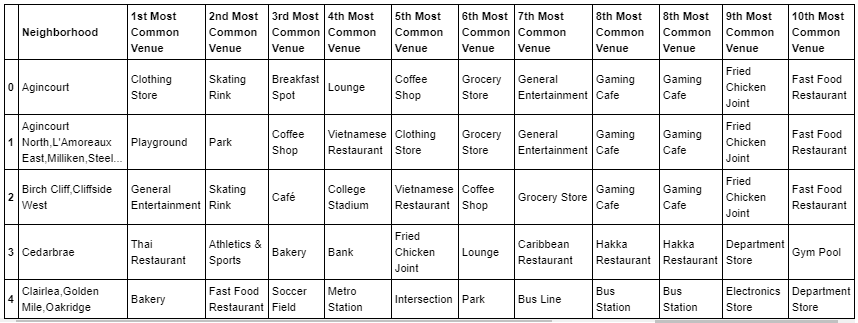 Neighborhood 1st Most Common Venue 2nd Most Common Venue 3rd Most Common Venue 4th Most Common Venue 5th Most Common Venue 6th Most Common Venue 7th Most Common Venue 8th Most Common Venue 8th Most Common Venue 9th Most Common Venue 10th Most Common Venue
0 Agincourt Clothing Store Skating Rink Breakfast Spot Lounge Coffee Shop Grocery Store General Entertainment Gaming Cafe Gaming Cafe Fried Chicken Joint Fast Food Restaurant
1 Agincourt North,L'Amoreaux East,Milliken,Steel... Playground Park Coffee Shop Vietnamese Restaurant Clothing Store Grocery Store General Entertainment Gaming Cafe Gaming Cafe Fried Chicken Joint Fast Food Restaurant
2 Birch Cliff,Cliffside West General Entertainment Skating Rink Café College Stadium Vietnamese Restaurant Coffee Shop Grocery Store Gaming Cafe Gaming Cafe Fried Chicken Joint Fast Food Restaurant
3 Cedarbrae Thai Restaurant Athletics & Sports Bakery Bank Fried Chicken Joint Lounge Caribbean Restaurant Hakka Restaurant Hakka Restaurant Department Store Gym Pool
4 Clairlea,Golden Mile,Oakridge Bakery Fast Food Restaurant Soccer Field Metro Station Intersection Park Bus Line Bus Station Bus Station Electronics Store Department Store